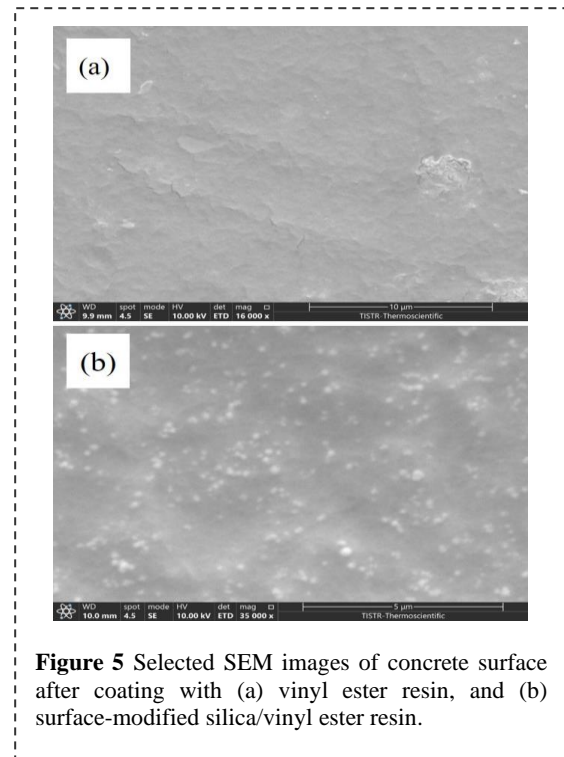 (a)
WD spot mode HV det mag □
9.9 mm 4.5 SE 10.00 kV ETD 16 000 x
10 µm
TISTR-Thermoscientific
(b)
WD spot mode HV det mag □
10.0 mm 4.5 SE 10.00 kV ETD 35 000 x
5 µm
TISTR-Thermoscientific
Figure 5 Selected SEM images of concrete surface
after coating with (a) vinyl ester resin, and (b)
surface-modified silica/vinyl ester resin.